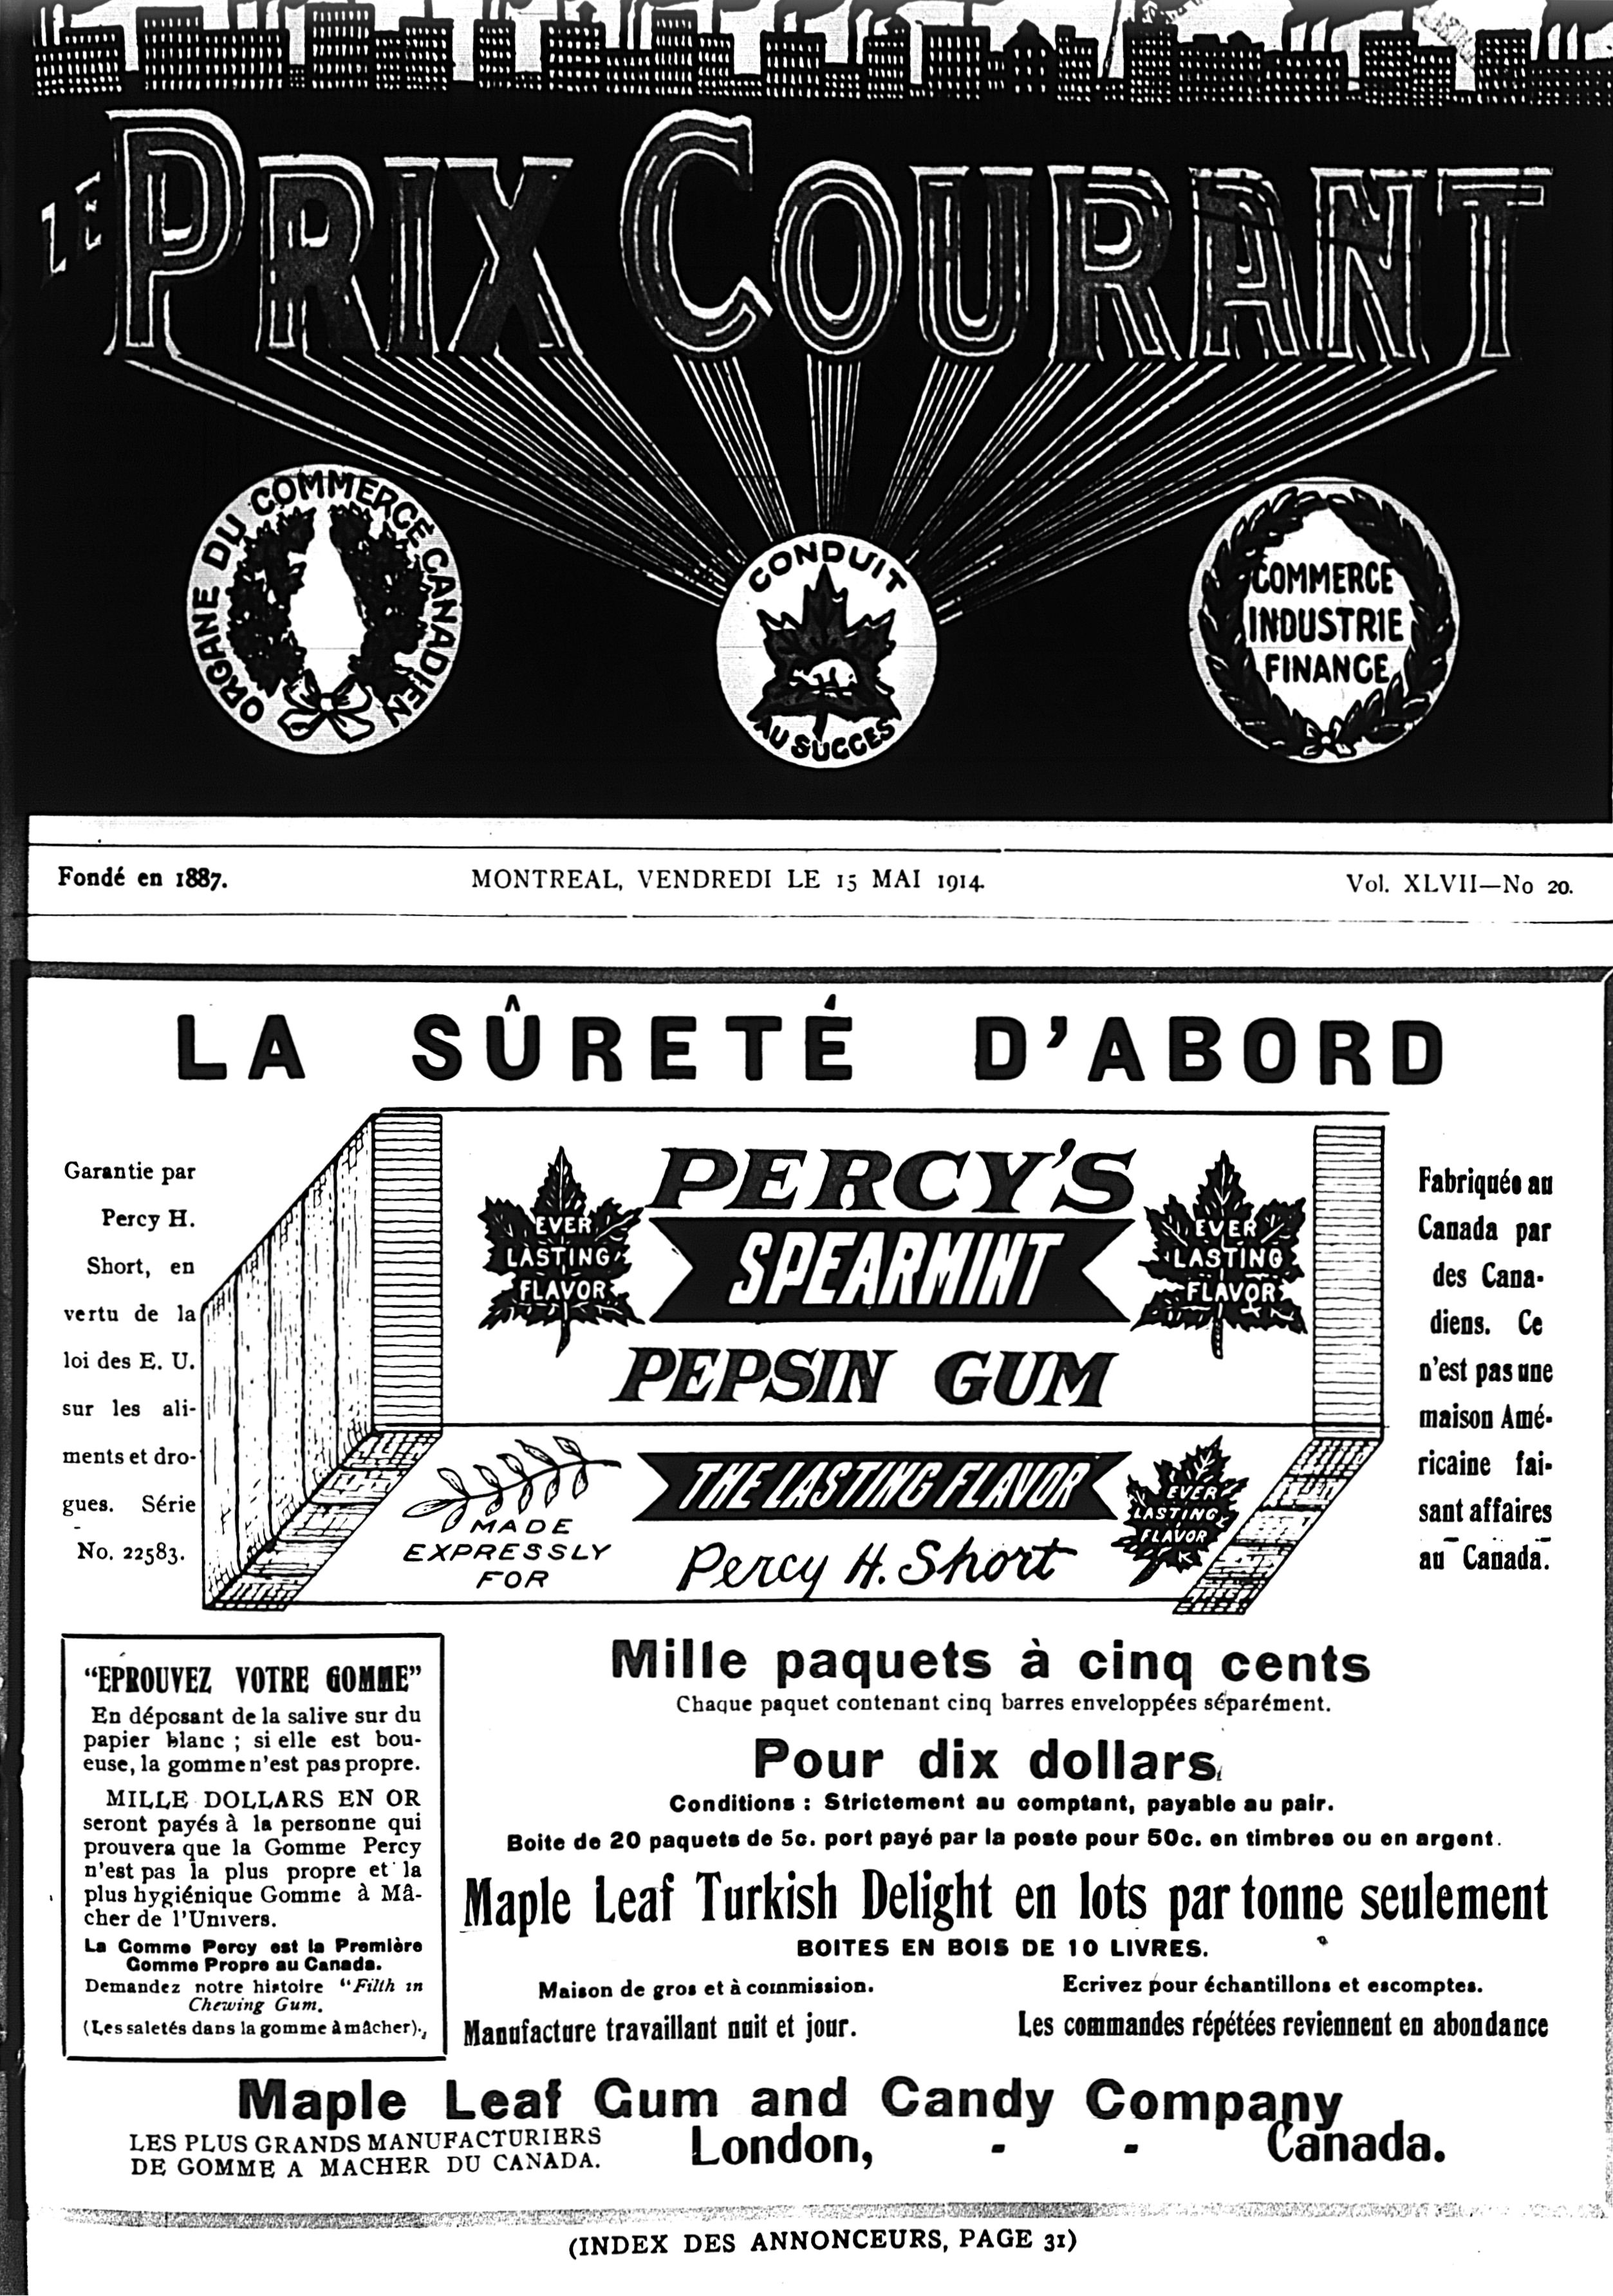 LE PRIX COURANT
ORGANE DU COMMERCE CANADIEN
CONDUIT
AU SUCCES
COMMERCE
INDUSTRIE
FINANCE
Fondé en 1887.
MONTREAL, VENDREDI LE 15 MAI 1914.
Vol. XLVII—No 20.
LA SÛRETÉ D'ABORD
Garantie par
Percy H.
Short, en
vertu de la
loi des E. U.
sur les ali-
ments et dro-
gues. Série
No. 22583.
PERCY'S
EVER
LASTING
FLAVOR
SPEARMINT
EVER
LASTING
FLAVOR
PEPSIN GUM
MADE
EXPRESSLY
FOR
THE LASTING FLAVOR
Percy H. Short
EVER
LASTING
FLAVOR
Fabriquée au
Canada par
des Cana-
diens. Ce
n'est pas une
maison Amé-
ricaine fai-
sant affaires
au Canada.
"EPROUVEZ VOTRE GOMME"
En déposant de la salive sur du
papier blanc ; si elle est bou-
euse, la gomme n'est pas propre.
MILLE DOLLARS EN OR
seront payés à la personne qui
prouvera que la Gomme Percy
n'est pas la plus propre et la
plus hygiénique Gomme à Mâ-
cher de l'Univers.
La Gomme Percy est la Première
Gomme Propre au Canada.
Demandez notre histoire "Filth in
Chewing Gum.
(Les saletés dans la gomme à mâcher).
Mille paquets à cinq cents
Chaque paquet contenant cinq barres enveloppées séparément.
Pour dix dollars
Conditions : Strictement au comptant, payable au pair.
Boite de 20 paquets de 5c. port payé par la poste pour 50c. en timbres ou en argent.
Maple Leaf Turkish Delight en lots par tonne seulement
BOITES EN BOIS DE 10 LIVRES.
Maison de gros et à commission.
Ecrivez pour échantillons et escomptes.
Manufacture travaillant nuit et jour.
Les commandes répétées reviennent en abondance
Maple Leaf Gum and Candy Company
LES PLUS GRANDS MANUFACTURIERS
DE GOMME A MACHER DU CANADA.
London, - - Canada.
(INDEX DES ANNONCEURS, PAGE 31)